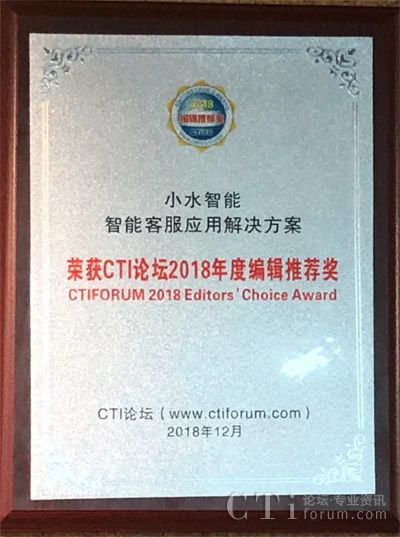 2018
编辑推荐奖
小水智能
智能客服应用解决方案
荣获CTI论坛2018年度编辑推荐奖
CTIFORUM 2018 Editors' Choice Award
CTI论坛（www.ctiforum.com）
2018年12月
CTi 论坛·专业资讯
forum.com